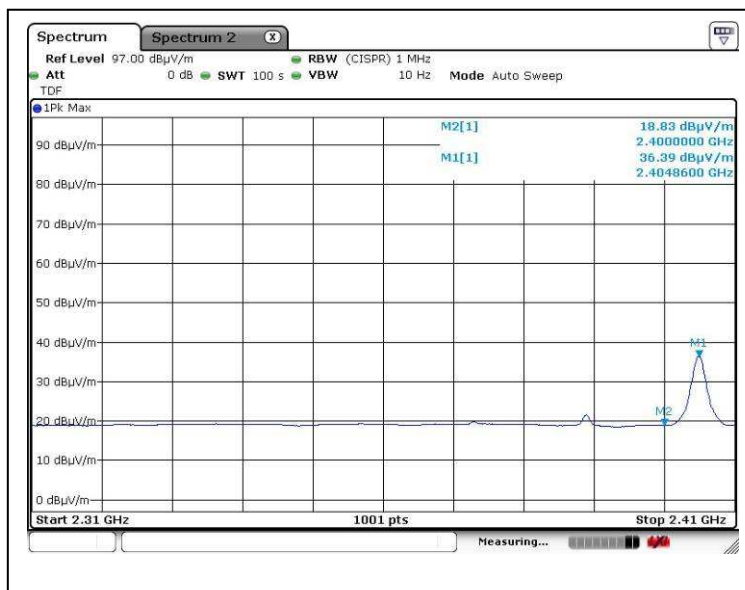 Spectrum Spectrum 2 X
Ref Level 97.00 dBµV/m RBW (CISPR) 1 MHz
Att 0 dB SWT 100 s VBW 10 Hz Mode Auto Sweep
TDF
1Pk Max
M2[1] 18.83 dBµV/m
2.4000000 GHz
M1[1] 36.39 dBµV/m
2.4048600 GHz
90 dBµV/m
80 dBµV/m
70 dBµV/m
60 dBµV/m
50 dBµV/m
40 dBµV/m
M1
30 dBµV/m
M2
20 dBµV/m
10 dBµV/m
0 dBµV/m
Start 2.31 GHz 1001 pts Stop 2.41 GHz
Measuring...